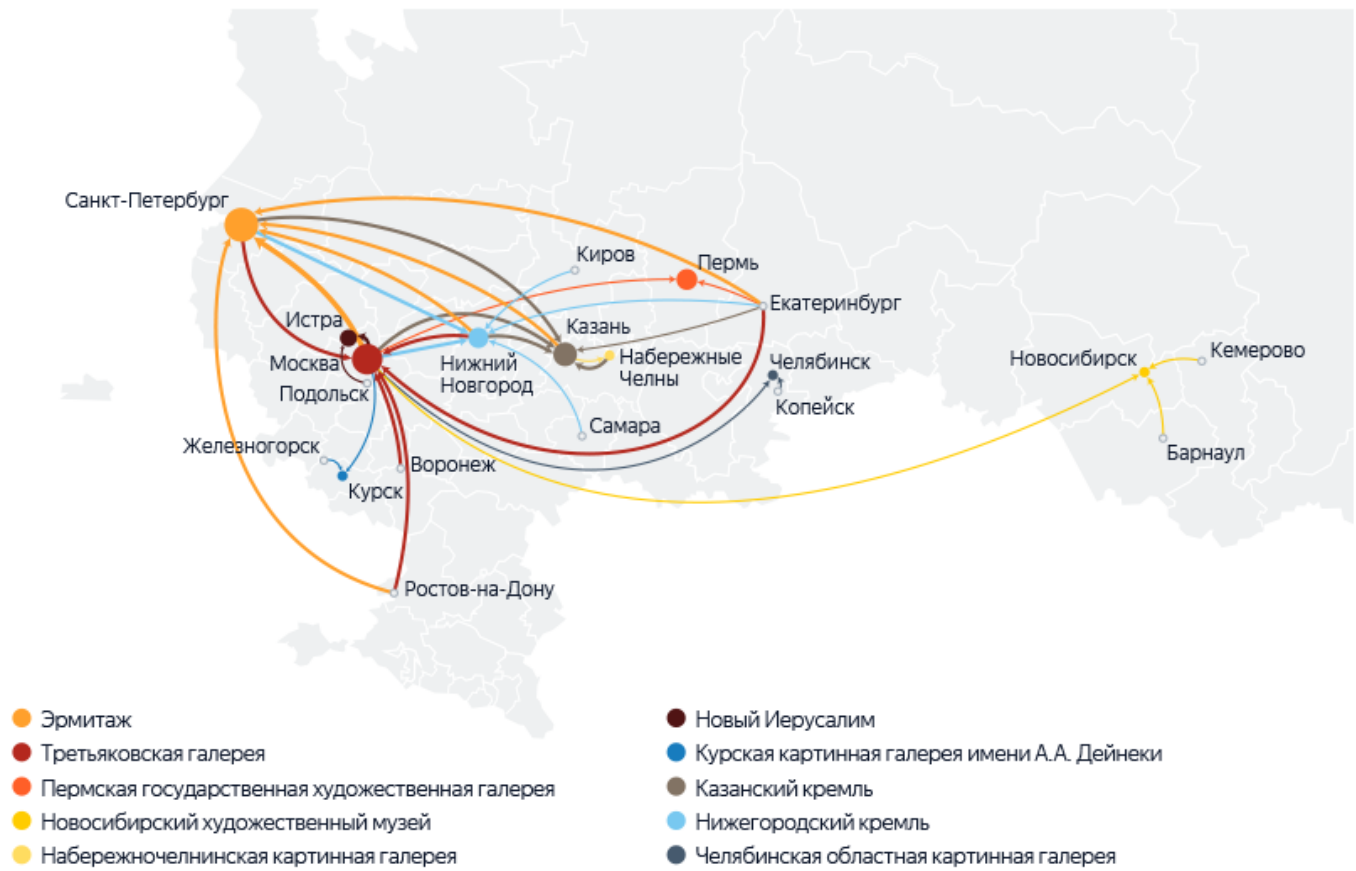 Санкт-Петербург
Киров
Пермь
Екатеринбург
Истра
Казань
Москва
Нижний
Новгород
Набережные
Челны
Челябинск
Новосибирск
Кемерово
Подольск
Копейск
Самара
Железногорск
Воронеж
Барнаул
Курск
Ростов-на-Дону
Эрмитаж
Третьяковская галерея
Пермская государственная художественная галерея
Новосибирский художественный музей
Набережночелнинская картинная галерея
Новый Иерусалим
Курская картинная галерея имени А.А. Дейнеки
Казанский кремль
Нижегородский кремль
Челябинская областная картинная галерея